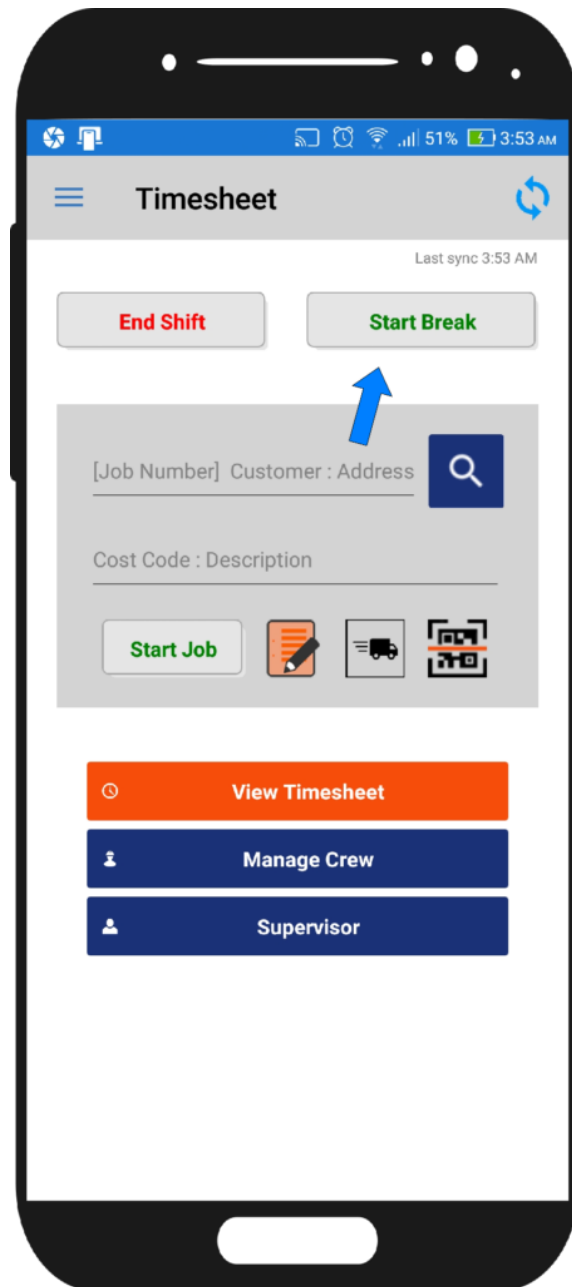 51% 3:53 AM
Timesheet
Last sync 3:53 AM
End Shift
Start Break
[Job Number] Customer : Address
Cost Code : Description
Start Job
View Timesheet
Manage Crew
Supervisor